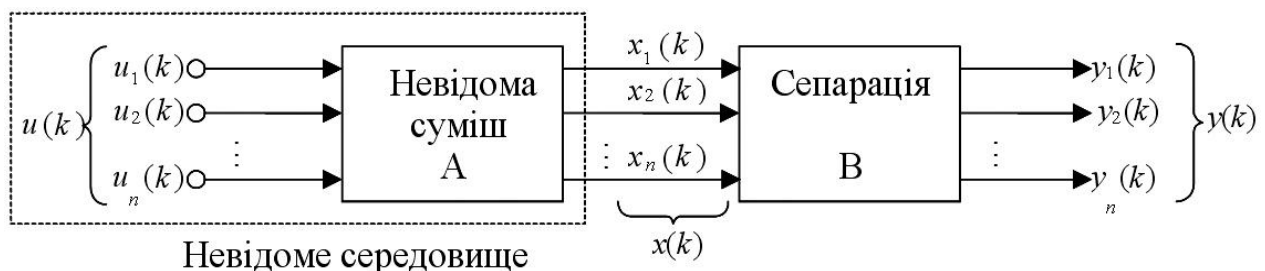 u(k)
u₁(k)
u₂(k)
⋮
uₙ(k)
Невідома
суміш
A
x₁(k)
x₂(k)
⋮ xₙ(k)
x(k)
Сепарація
B
y₁(k)
y₂(k)
⋮
yₙ(k)
y(k)
Невідоме середовище